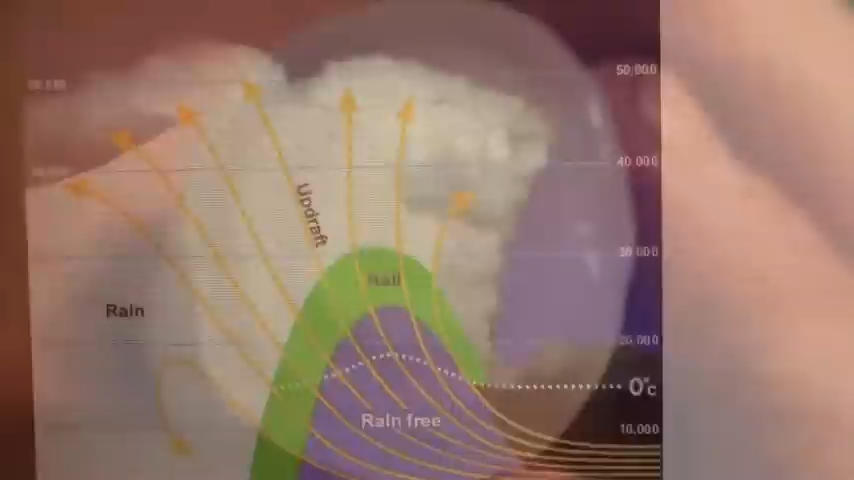 50,000
40,000
Updraft
30,000
Hail
Rain
20,000
0°c
Rain free
10,000